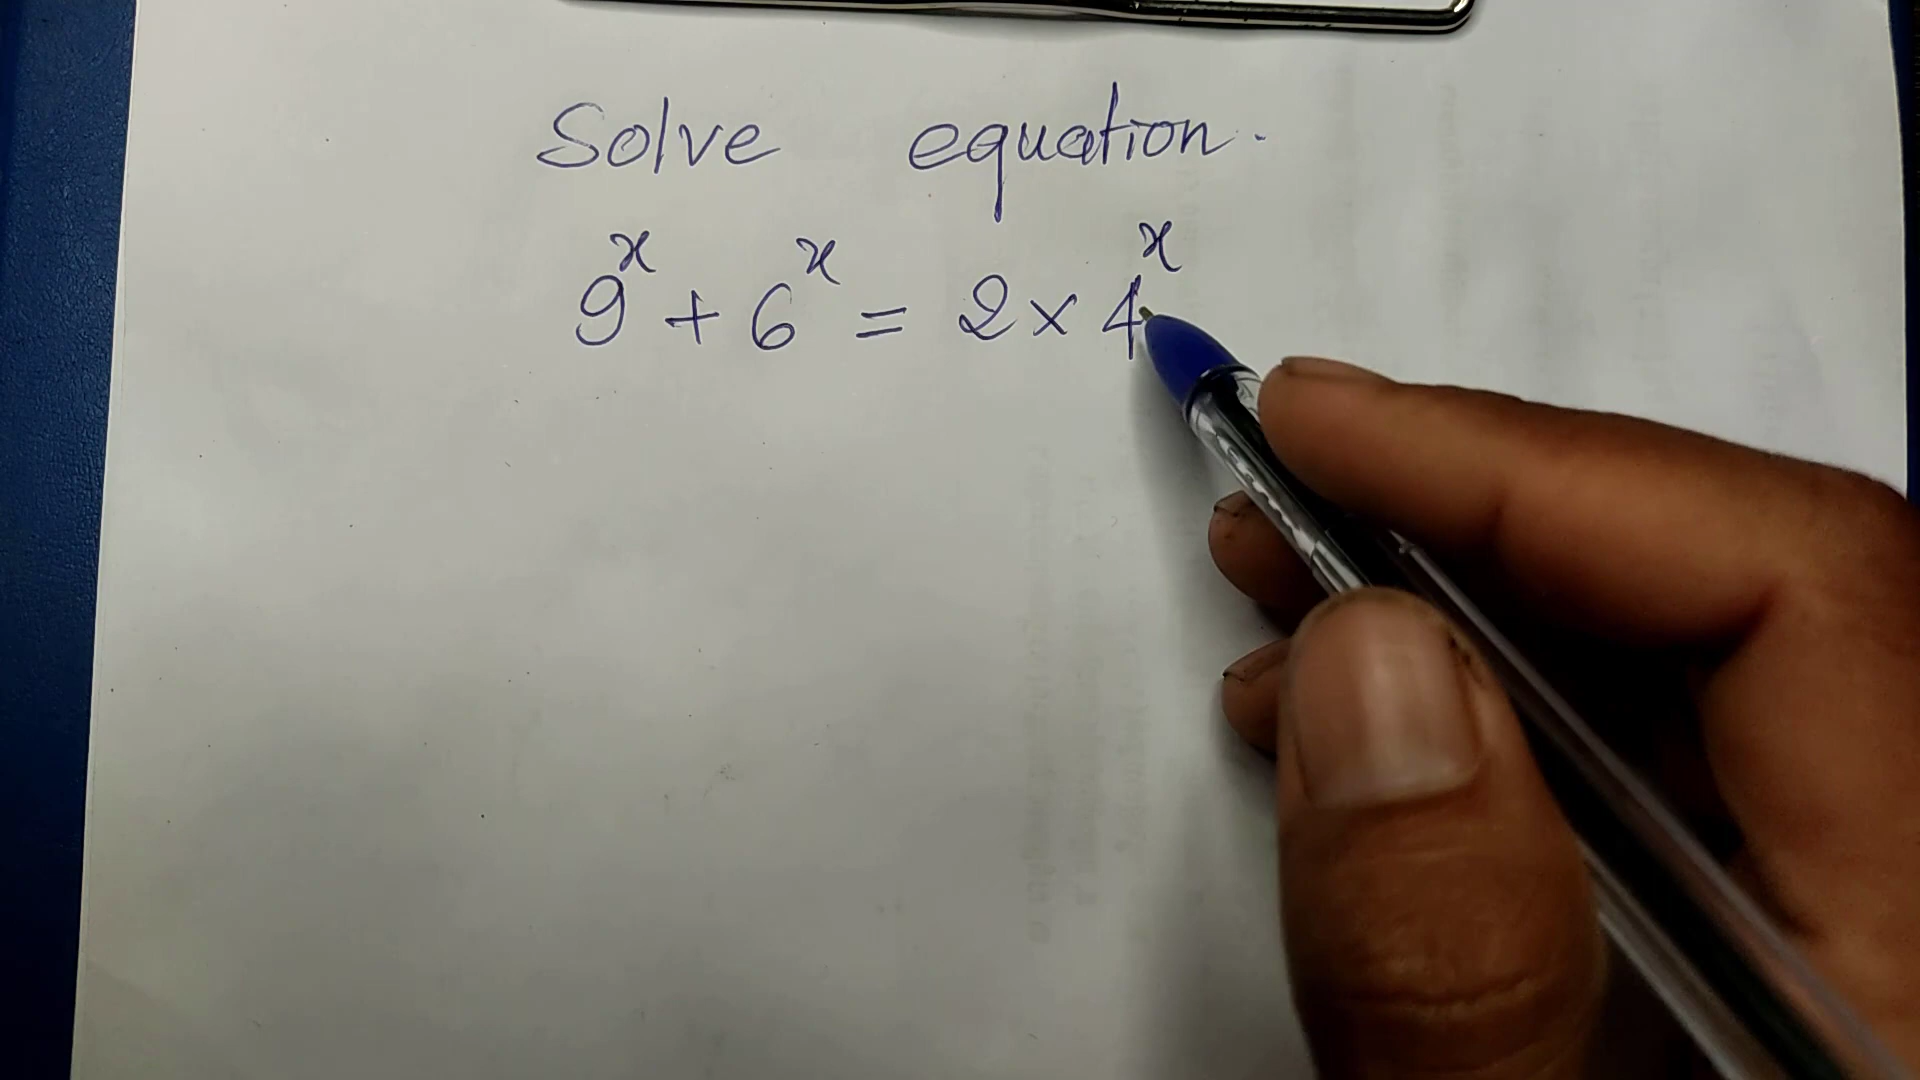 Solve equation.
9^x + 6^x = 2 × 4^x